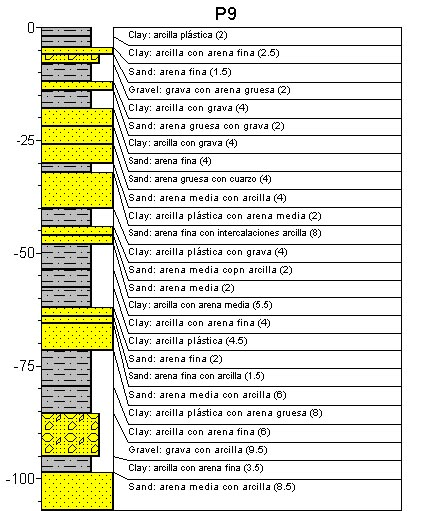 P9
0
Clay: arcilla plástica (2)
Clay: arcilla con arena fina (2.5)
Sand: arena fina (1.5)
Gravel: grava con arena gruesa (2)
Clay: arcilla con grava (4)
Sand: arena gruesa con grava (2)
-25
Clay: arcilla con grava (4)
Sand: arena fina (4)
Sand: arena gruesa con cuarzo (4)
Sand: arena media con arcilla (4)
Clay: arcilla plástica con arena media (2)
Sand: arena fina con intercalaciones arcilla (8)
-50
Clay: arcilla plástica con grava (4)
Sand: arena media copn arcilla (2)
Sand: arena media (2)
Clay: arcilla con arena media (5.5)
Clay: arcilla con arena fina (4)
Clay: arcilla plástica (4.5)
-75
Sand: arena fina (2)
Sand: arena fina con arcilla (1.5)
Sand: arena media con arcilla (6)
Clay: arcilla plástica con arena gruesa (8)
Clay: arcilla con arena fina (6)
Gravel: grava con arcilla (9.5)
Clay: arcilla con arena fina (3.5)
-100
Sand: arena media con arcilla (8.5)